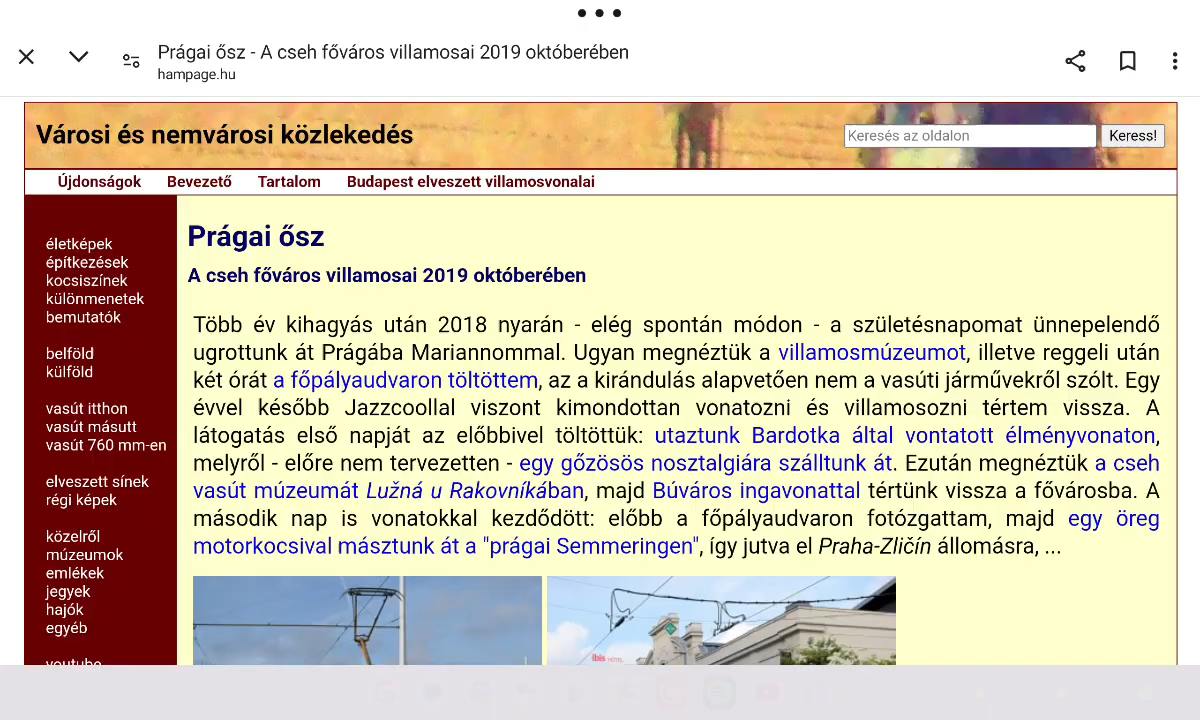 Prágai ősz - A cseh főváros villamosai 2019 októberében
hampage.hu
Városi és nemvárosi közlekedés
Keresés az oldalon
Keress!
Újdonságok Bevezető Tartalom Budapest elveszett villamosvonalai
életképek
építkezések
kocsiszínek
különmenetek
bemutatók
belföld
külföld
vasút itthon
vasút másutt
vasút 760 mm-en
elveszett sínek
régi képek
közelről
múzeumok
emlékek
jegyek
hajók
egyéb
youtube
Prágai ősz
A cseh főváros villamosai 2019 októberében
Több év kihagyás után 2018 nyarán - elég spontán módon - a születésnapomat ünnepelendő
ugrottunk át Prágába Mariannommal. Ugyan megnéztük a villamosmúzeumot, illetve reggeli után
két órát a főpályaudvaron töltöttem, az a kirándulás alapvetően nem a vasúti járművekről szólt. Egy
évvel később Jazzcoollal viszont kimondottan vonatozni és villamosozni tértem vissza. A
látogatás első napját az előbbivel töltöttük: utaztunk Bardotka által vontatott élményvonaton,
melyről - előre nem tervezetten - egy gőzösös nosztalgiára szálltunk át. Ezután megnéztük a cseh
vasút múzeumát Lužná u Rakovníkában, majd Búváros ingavonattal tértünk vissza a fővárosba. A
második nap is vonatokkal kezdődött: előbb a főpályaudvaron fotózgattam, majd egy öreg
motorkocsival másztunk át a "prágai Semmeringen", így jutva el Praha-Zličín állomásra, ...
ibis HOTEL